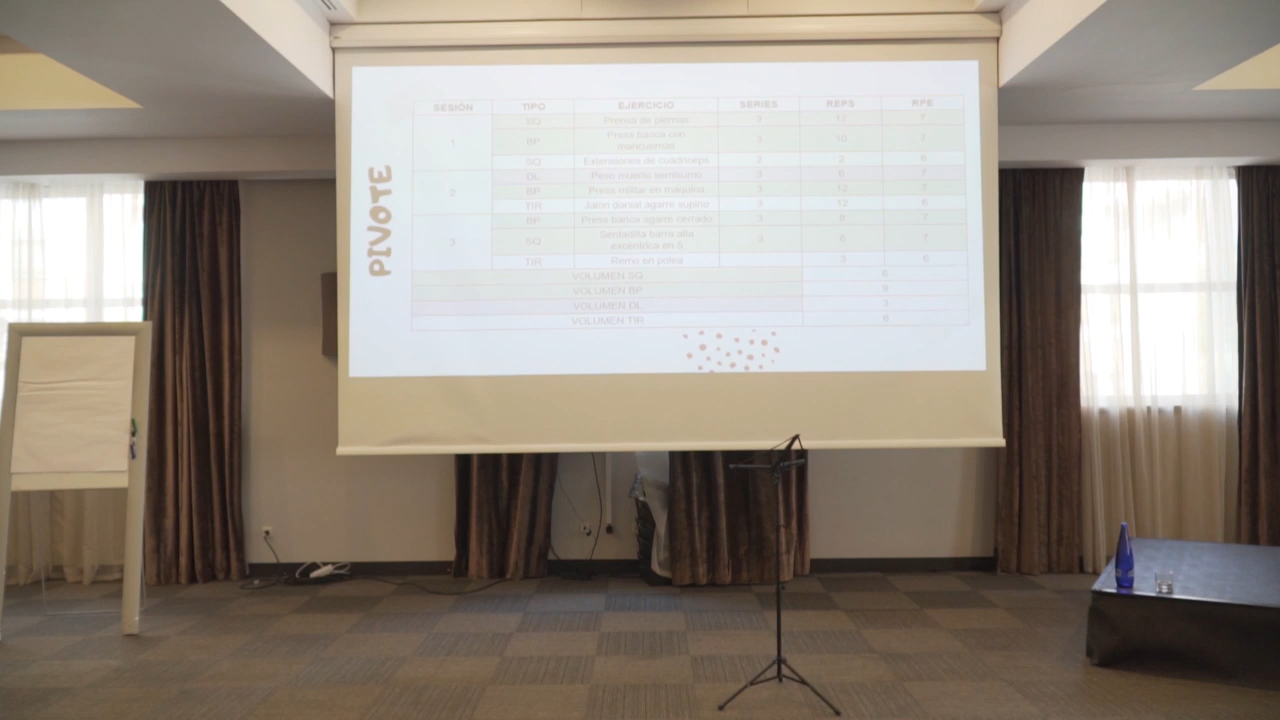 PIVOTE
SESIÓN TIPO EJERCICIO SERIES REPS RPE
1 SQ Prensa de piernas 3 12 7
BP Press banca con mancuernas 3 10 7
SQ Extensiones de cuádriceps 2 2 6
2 DL Peso muerto semisumo 3 6 7
BP Press militar en máquina 3 12 7
TIR Jalón dorsal agarre supino 3 12 6
3 BP Press banca agarre cerrado 3 8 7
SQ Sentadilla barra alta excéntrica en 5 3 6 7
TIR Remo en polea 3 6
VOLUMEN SQ 6
VOLUMEN BP 9
VOLUMEN DL 3
VOLUMEN TIR 6